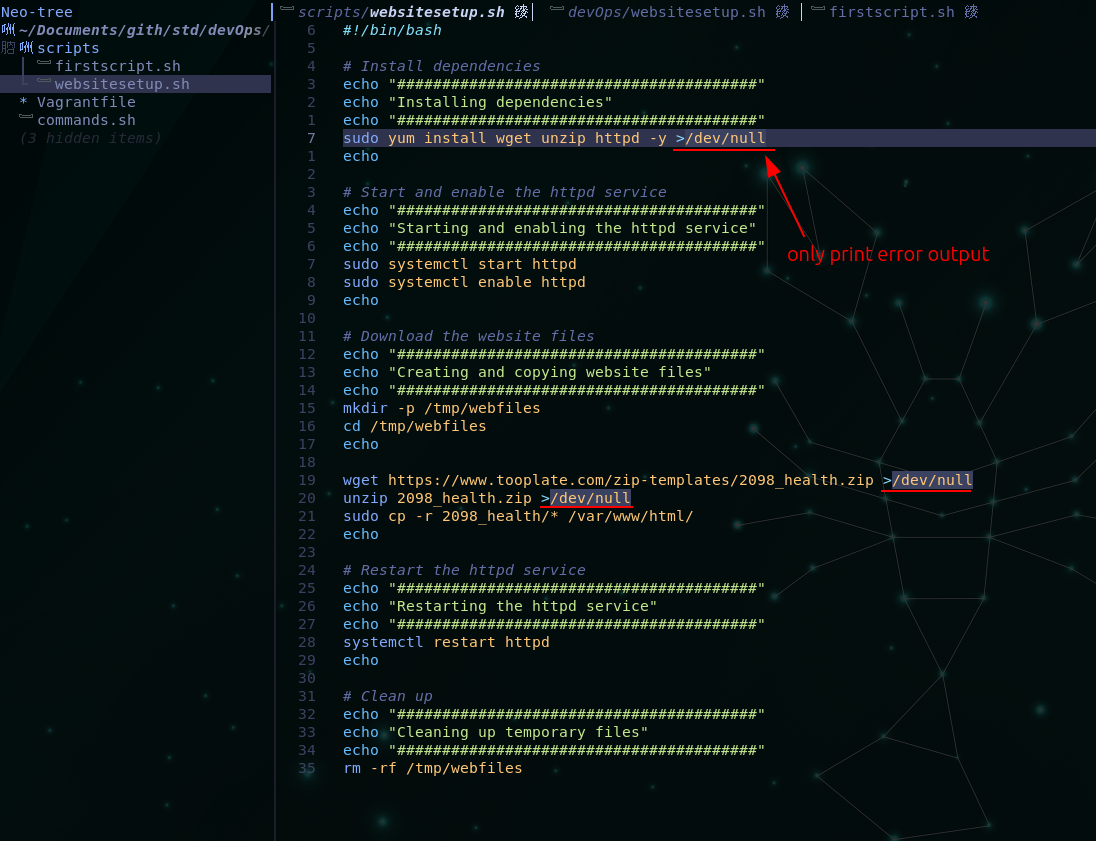 Neo-tree
scripts/websitesetup.sh devOps/websitesetup.sh firstscript.sh
~/Documents/gith/std/devOps/
scripts
firstscript.sh
websitesetup.sh
* Vagrantfile
commands.sh
(3 hidden items)
6 #!/bin/bash
5
4 # Install dependencies
3 echo "########################################"
2 echo "Installing dependencies"
1 echo "########################################"
7 sudo yum install wget unzip httpd -y >/dev/null
1 echo
2
3 # Start and enable the httpd service
4 echo "########################################"
5 echo "Starting and enabling the httpd service"
6 echo "########################################"
7 sudo systemctl start httpd
8 sudo systemctl enable httpd
9 echo
10
11 # Download the website files
12 echo "########################################"
13 echo "Creating and copying website files"
14 echo "########################################"
15 mkdir -p /tmp/webfiles
16 cd /tmp/webfiles
17 echo
18
19 wget https://www.tooplate.com/zip-templates/2098_health.zip >/dev/null
20 unzip 2098_health.zip >/dev/null
21 sudo cp -r 2098_health/* /var/www/html/
22 echo
23
24 # Restart the httpd service
25 echo "########################################"
26 echo "Restarting the httpd service"
27 echo "########################################"
28 systemctl restart httpd
29 echo
30
31 # Clean up
32 echo "########################################"
33 echo "Cleaning up temporary files"
34 echo "########################################"
35 rm -rf /tmp/webfiles
only print error output